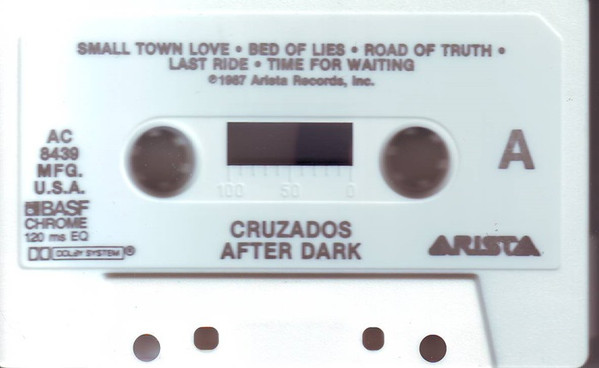 SMALL TOWN LOVE • BED OF LIES • ROAD OF TRUTH •
LAST RIDE • TIME FOR WAITING
℗1987 Arista Records, Inc.
AC
8439
MFG.
U.S.A.
BASF
CHROME
120 ms EQ
DOLBY SYSTEM®
A
100 50 0
CRUZADOS
AFTER DARK
ARISTA